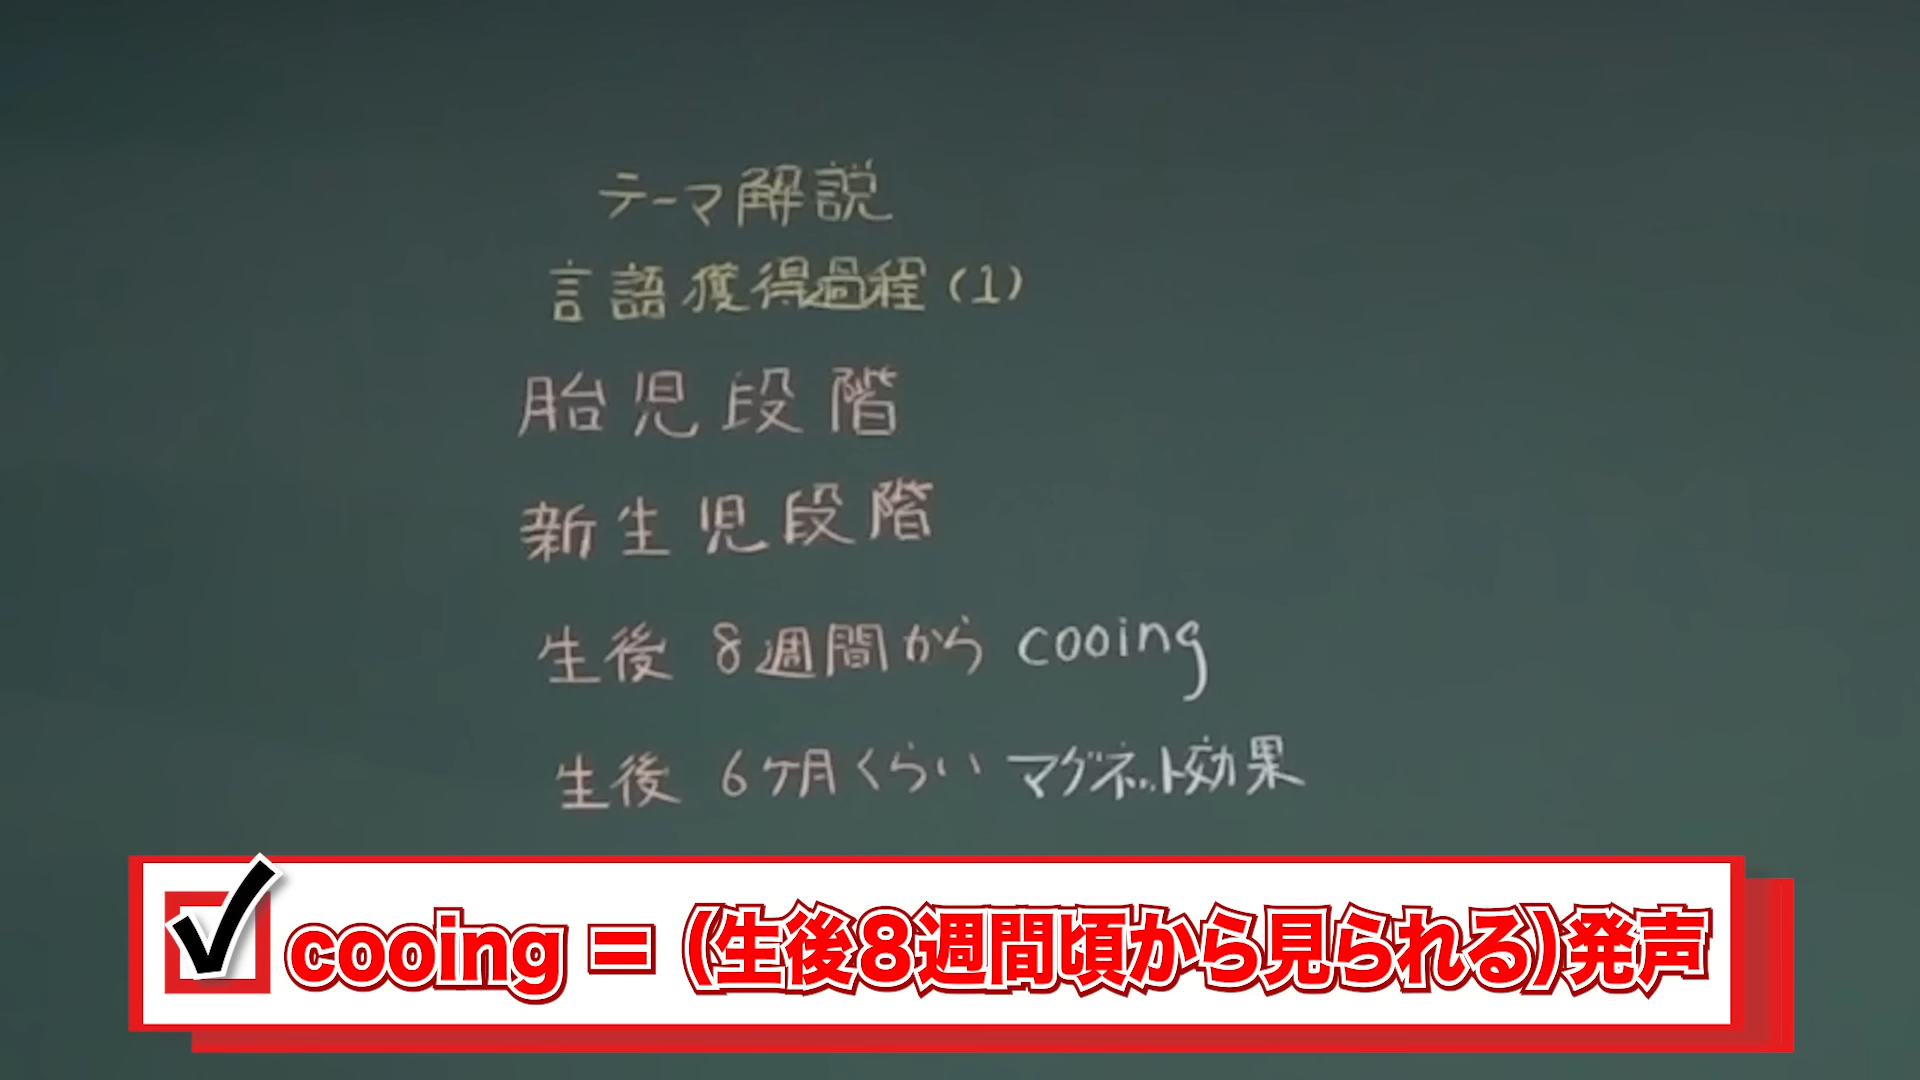 テーマ解説
言語獲得過程(1)
胎児段階
新生児段階
生後 8週間から cooing
生後 6ケ月くらい マグネット効果
cooing =（生後8週間頃から見られる）発声